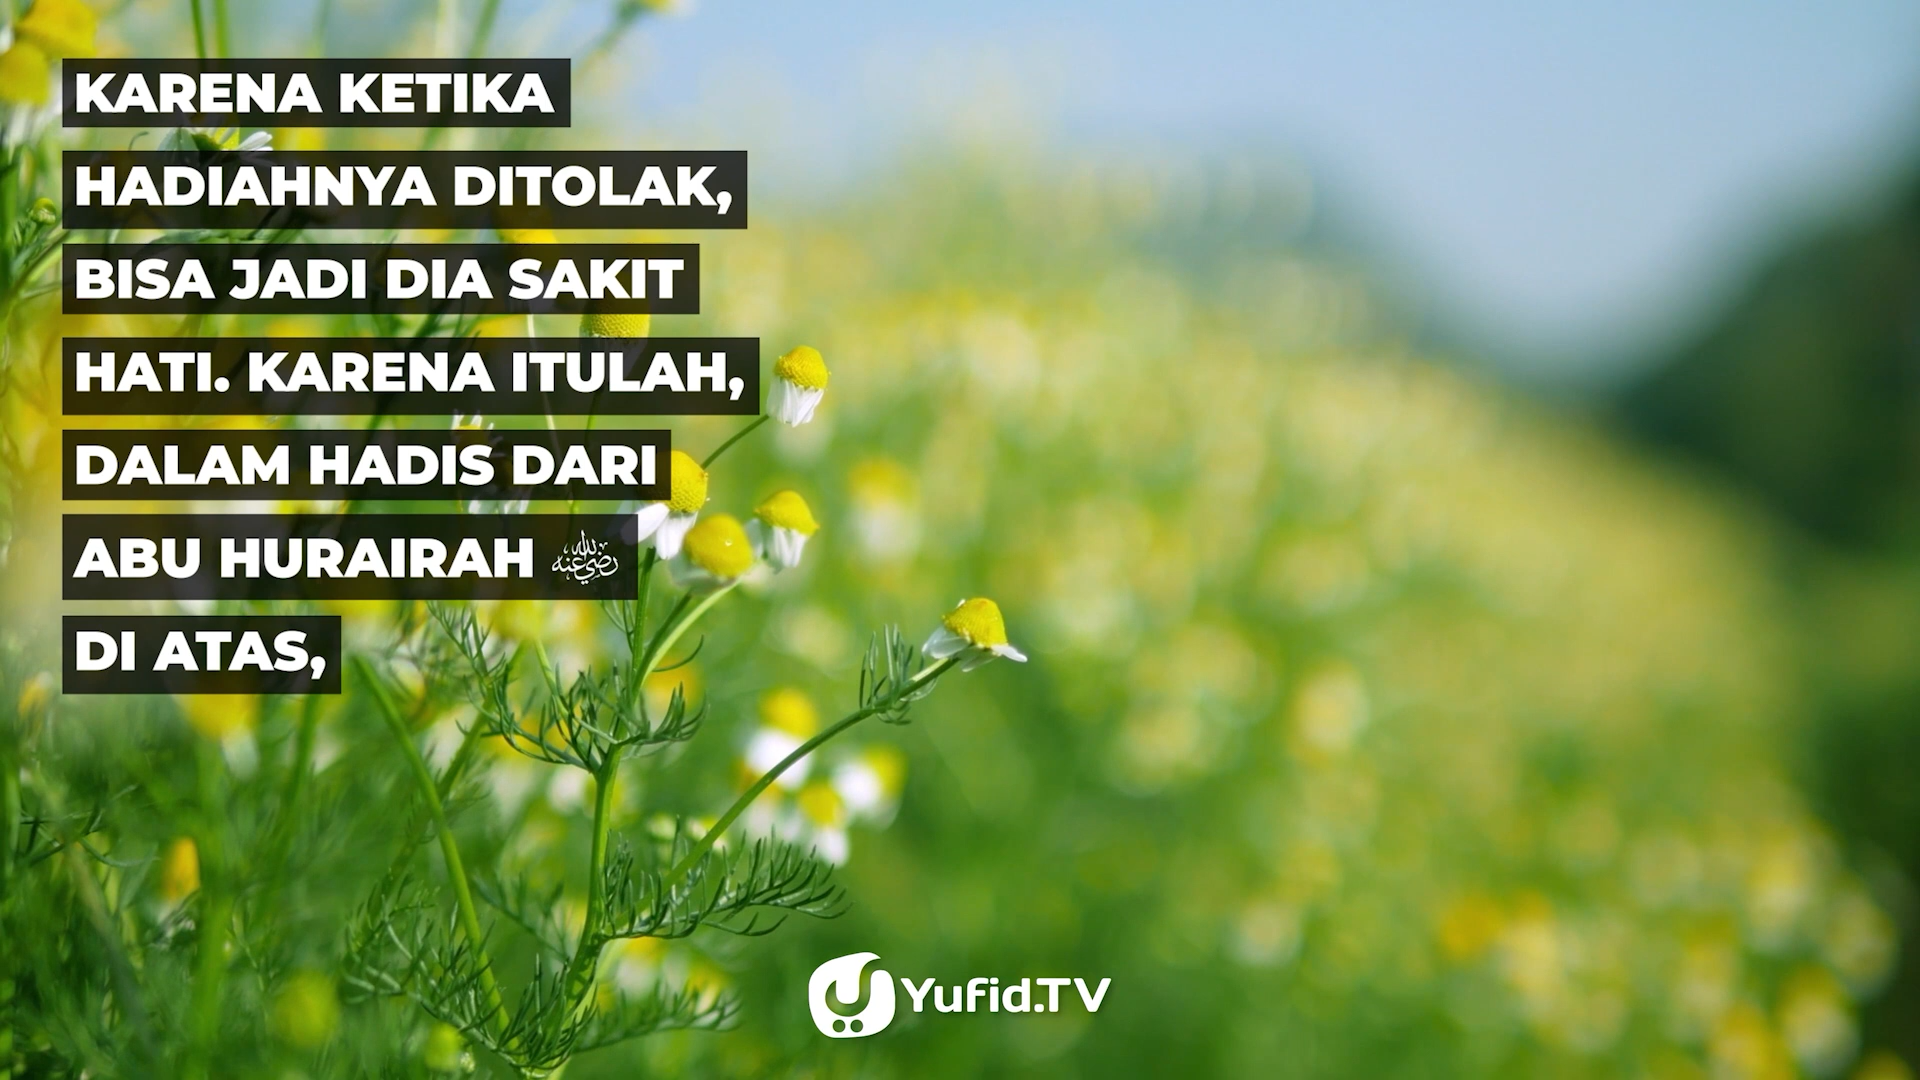 KARENA KETIKA
HADIAHNYA DITOLAK,
BISA JADI DIA SAKIT
HATI. KARENA ITULAH,
DALAM HADIS DARI
ABU HURAIRAH رضي الله عنه
DI ATAS,
Yufid.TV